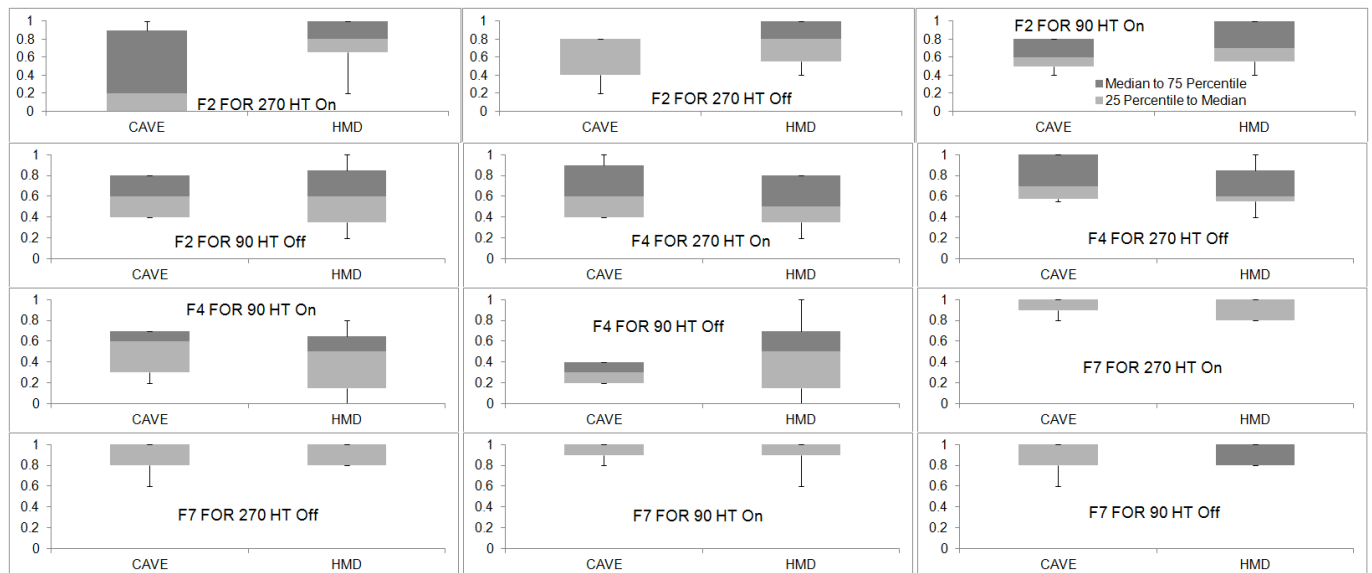 1
0.8
0.6
0.4
0.2
0
F2 FOR 270 HT On
CAVE HMD
1
0.8
0.6
0.4
0.2
0
F2 FOR 270 HT Off
CAVE HMD
1
0.8
0.6
0.4
0.2
0
F2 FOR 90 HT On
Median to 75 Percentile
25 Percentile to Median
CAVE HMD
1
0.8
0.6
0.4
0.2
0
F2 FOR 90 HT Off
CAVE HMD
1
0.8
0.6
0.4
0.2
0
F4 FOR 270 HT On
CAVE HMD
1
0.8
0.6
0.4
0.2
0
F4 FOR 270 HT Off
CAVE HMD
1
0.8
0.6
0.4
0.2
0
F4 FOR 90 HT On
CAVE HMD
1
0.8
0.6
0.4
0.2
0
F4 FOR 90 HT Off
CAVE HMD
1
0.8
0.6
0.4
0.2
0
F7 FOR 270 HT On
CAVE HMD
1
0.8
0.6
0.4
0.2
0
F7 FOR 270 HT Off
CAVE HMD
1
0.8
0.6
0.4
0.2
0
F7 FOR 90 HT On
CAVE HMD
1
0.8
0.6
0.4
0.2
0
F7 FOR 90 HT Off
CAVE HMD